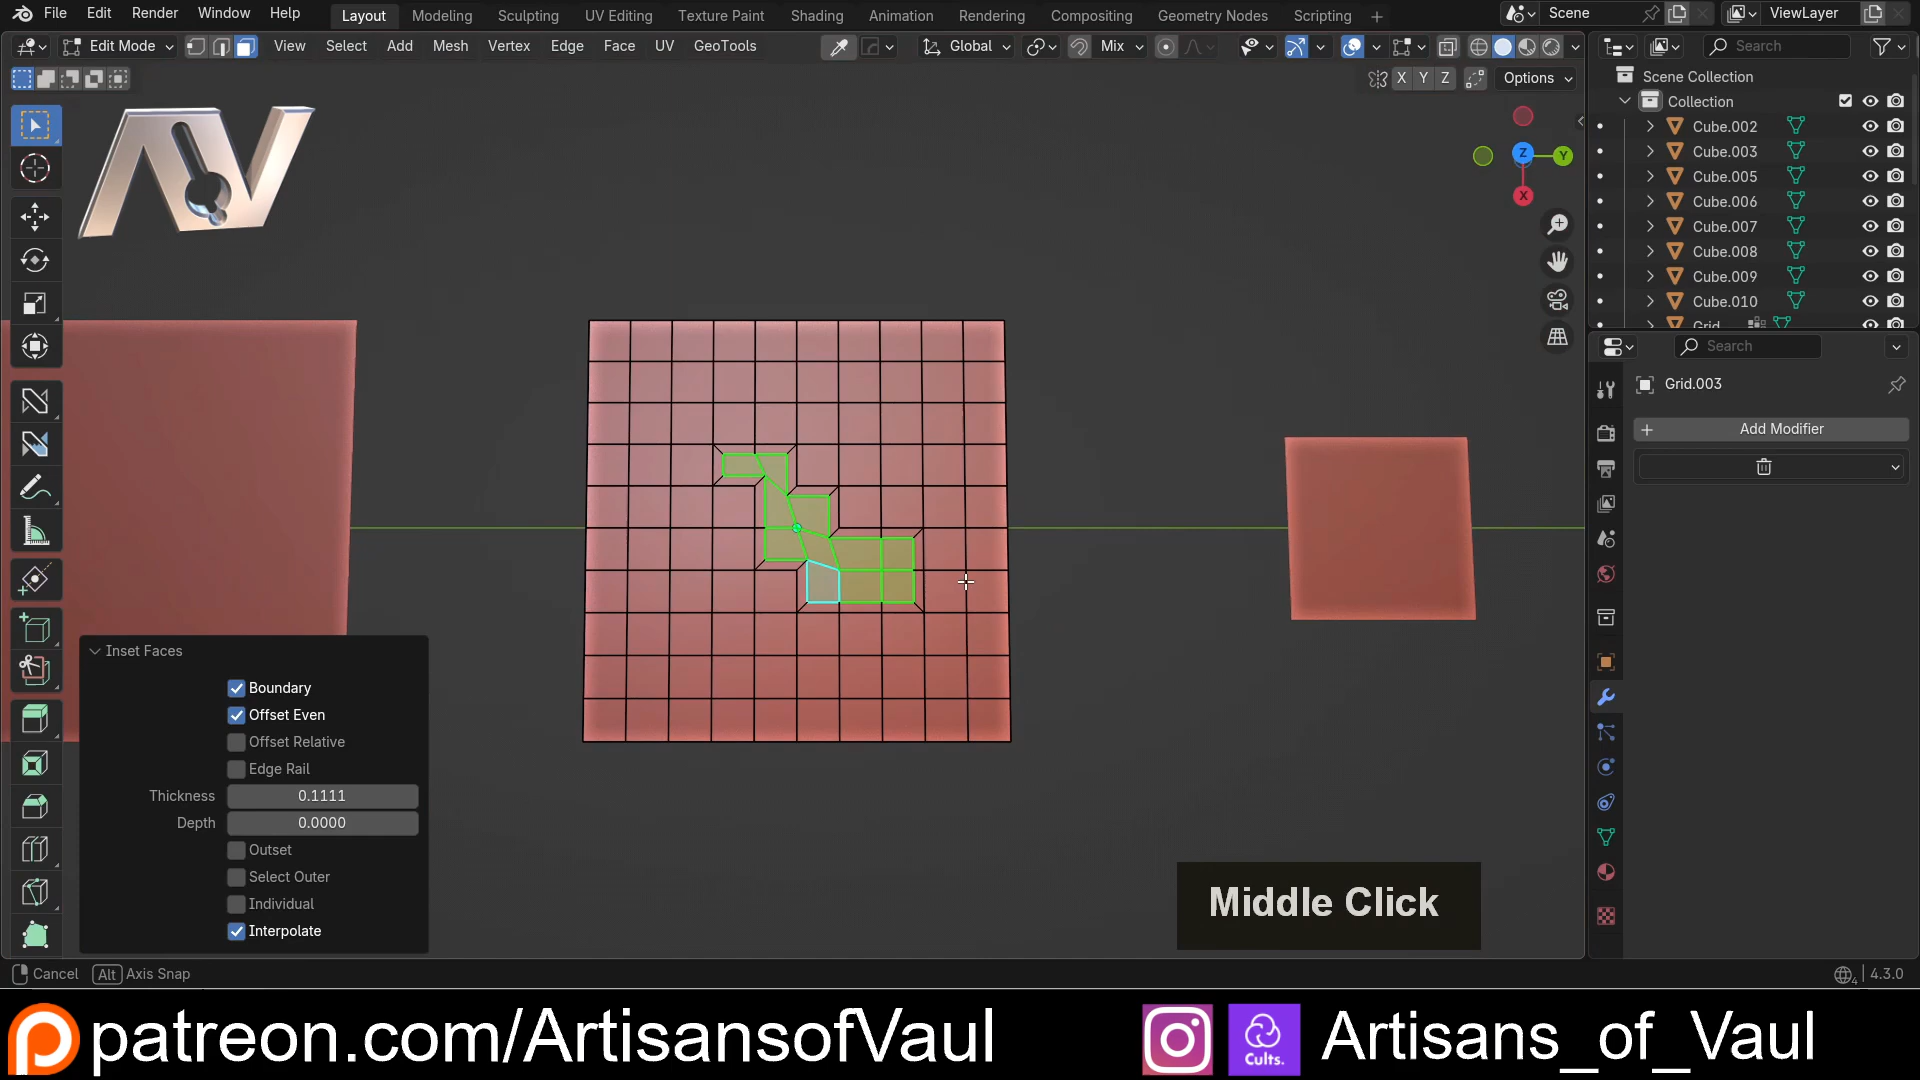 File Edit Render Window Help Layout Modeling Sculpting UV Editing Texture Paint Shading Animation Rendering Compositing Geometry Nodes Scripting + Scene ViewLayer
Edit Mode View Select Add Mesh Vertex Edge Face UV GeoTools Global Mix Search
X Y Z Options
Scene Collection
Collection
Cube.002
Cube.003
Cube.005
Cube.006
Cube.007
Cube.008
Cube.009
Cube.010
Grid
Z Y
X
Search
Grid.003
+ Add Modifier
Inset Faces
Boundary
Offset Even
Offset Relative
Edge Rail
Thickness 0.1111
Depth 0.0000
Outset
Select Outer
Individual
Interpolate
Middle Click
Cancel Alt Axis Snap 4.3.0
patreon.com/ArtisansofVaul Cults. Artisans_of_Vaul